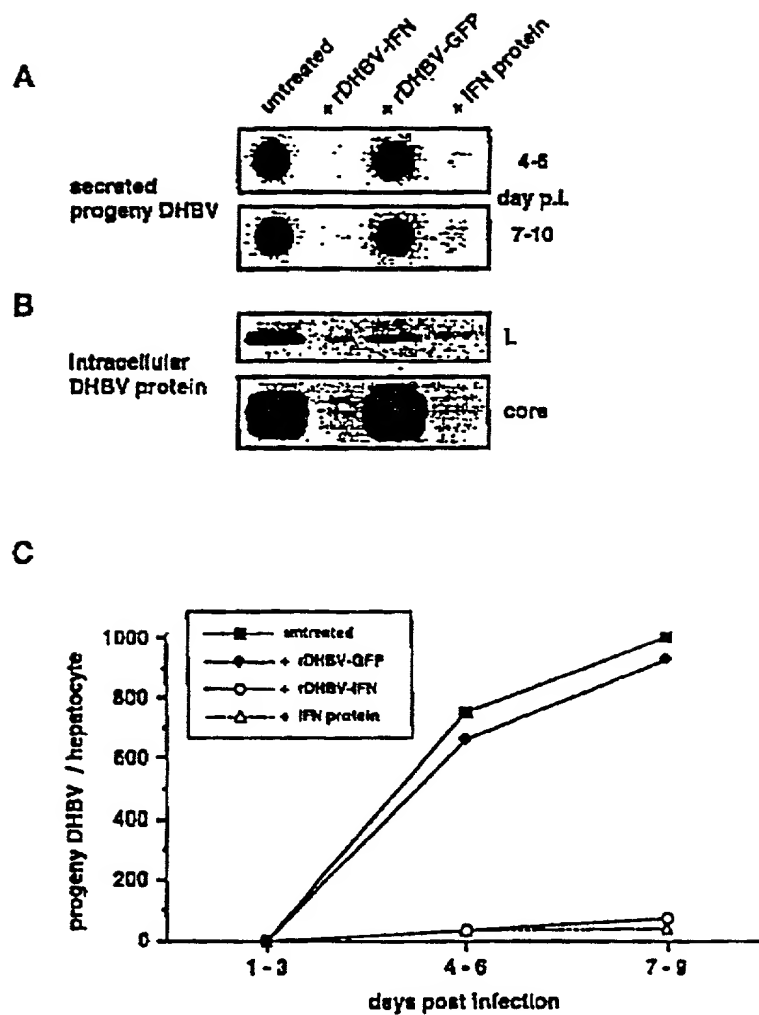 A
untreated
+ rDHBV-IFN
+ rDHBV-GFP
+ IFN protein
secreted
progeny DHBV
4-6
day p.i.
7-10
B
intracellular
DHBV protein
L
core
C
progeny DHBV / hepatocyte
1000
800
600
400
200
0
untreated
+ rDHBV-GFP
+ rDHBV-IFN
+ IFN protein
1 - 3
4 - 6
7 - 9
days post infection